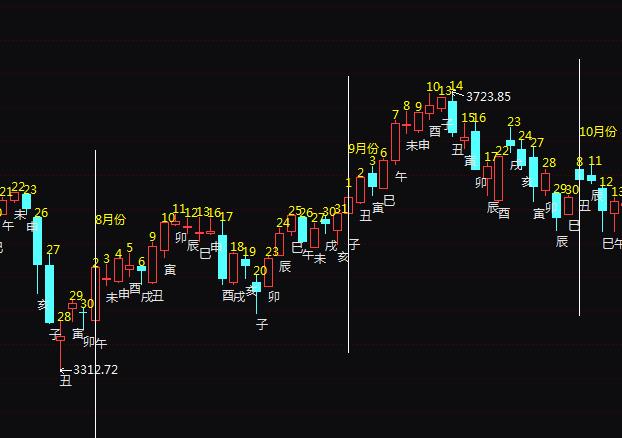 21
22
23
午
未
申
26
亥
27
子
28
3312.72
丑
29
寅
30
卯
8月份
2
午
3
未
4
申
5
酉
6
戌
9
丑
10
寅
11
卯
12
辰
13
巳
16
申
17
酉
18
戌
19
亥
20
子
23
卯
24
辰
25
巳
26
午
27
未
30
戌
31
亥
9月份
1
子
2
丑
3
寅
6
巳
7
午
8
未
9
申
10
酉
13
子
14
3723.85
丑
15
寅
16
卯
17
辰
22
酉
23
戌
24
亥
27
寅
28
卯
29
辰
30
巳
10月份
8
丑
11
辰
12
巳
13
午